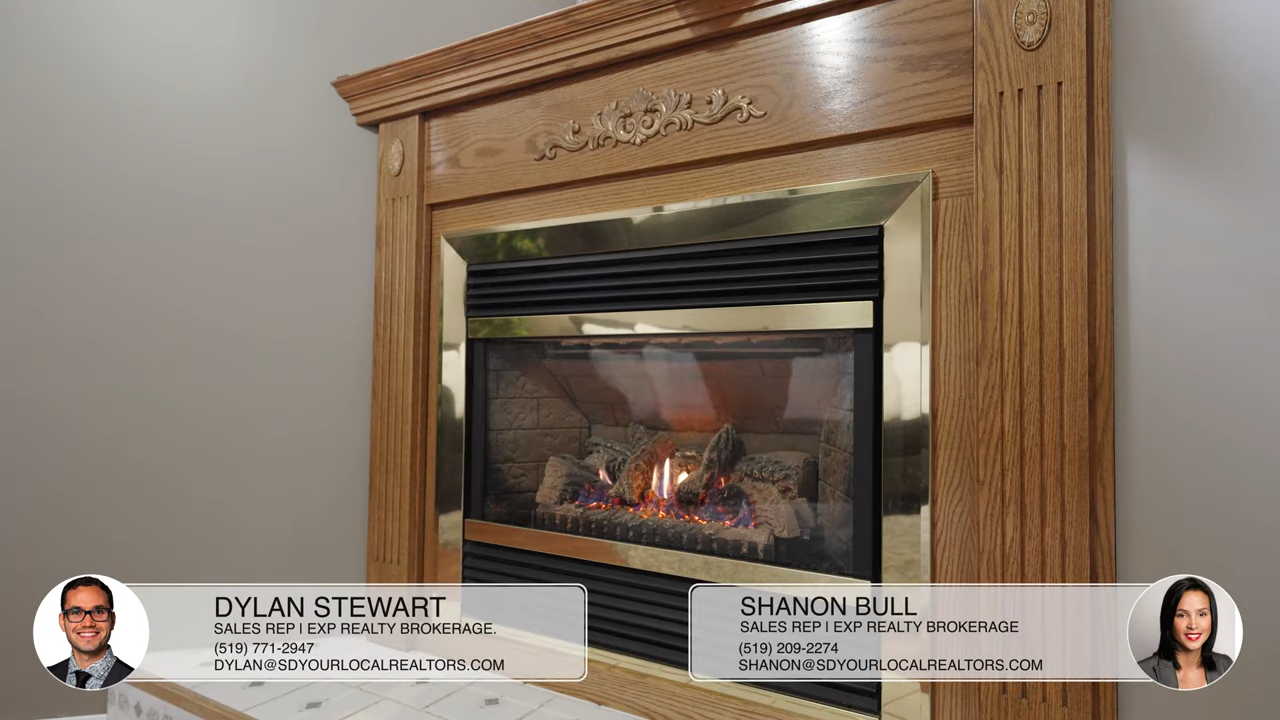 DYLAN STEWART
SALES REP | EXP REALTY BROKERAGE.
(519) 771-2947
DYLAN@SDYOURLOCALREALTORS.COM
SHANON BULL
SALES REP | EXP REALTY BROKERAGE
(519) 209-2274
SHANON@SDYOURLOCALREALTORS.COM